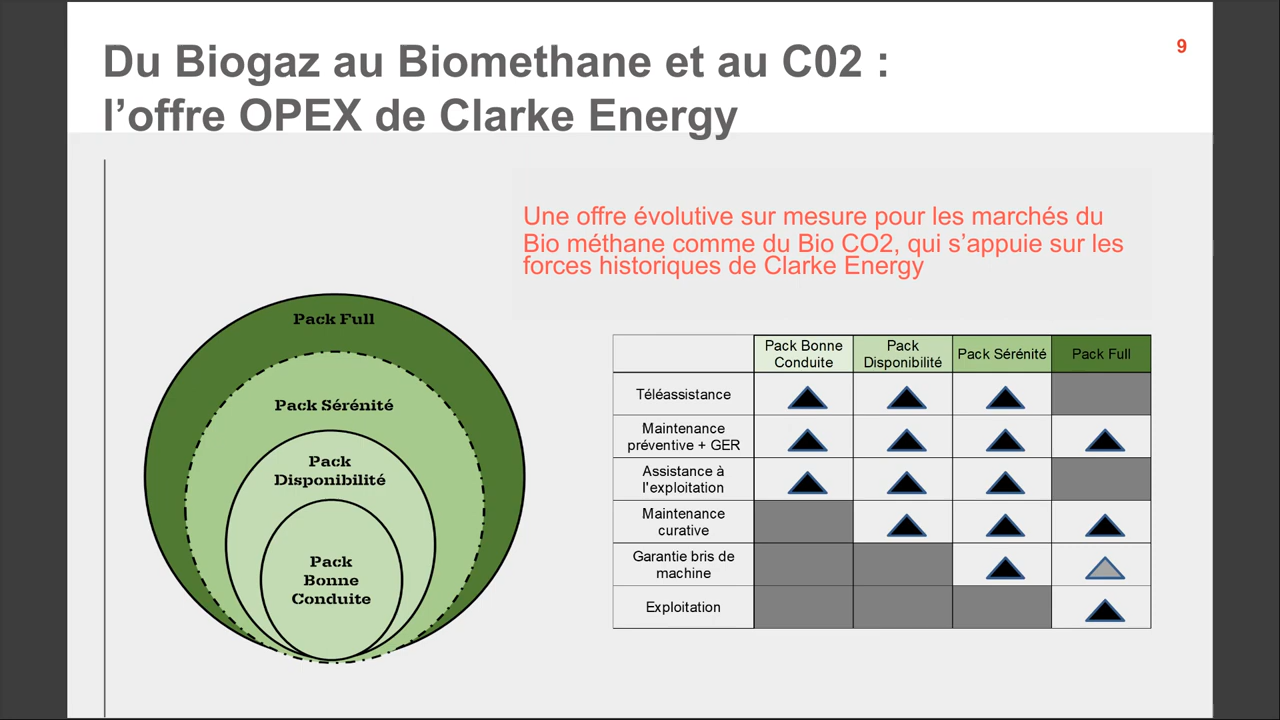 9
Du Biogaz au Biomethane et au C02 :
l’offre OPEX de Clarke Energy
Une offre évolutive sur mesure pour les marchés du
Bio méthane comme du Bio CO2, qui s’appuie sur les
forces historiques de Clarke Energy
Pack Full
Pack Sérénité
Pack
Disponibilité
Pack
Bonne
Conduite
Pack Bonne
Conduite
Pack
Disponibilité
Pack Sérénité
Pack Full
Téléassistance
Maintenance
préventive + GER
Assistance à
l'exploitation
Maintenance
curative
Garantie bris de
machine
Exploitation